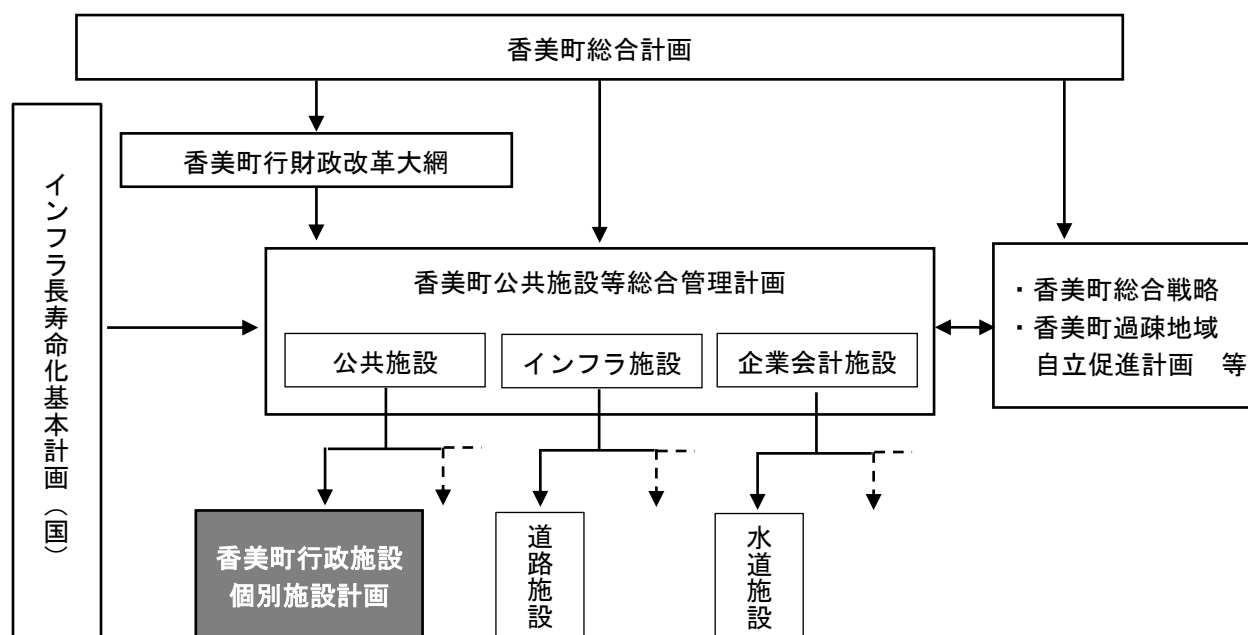 香美町総合計画
インフラ長寿命化基本計画（国）
香美町行財政改革大綱
香美町公共施設等総合管理計画
公共施設
インフラ施設
企業会計施設
・香美町総合戦略
・香美町過疎地域
自立促進計画　等
香美町行政施設
個別施設計画
道路施設
水道施設